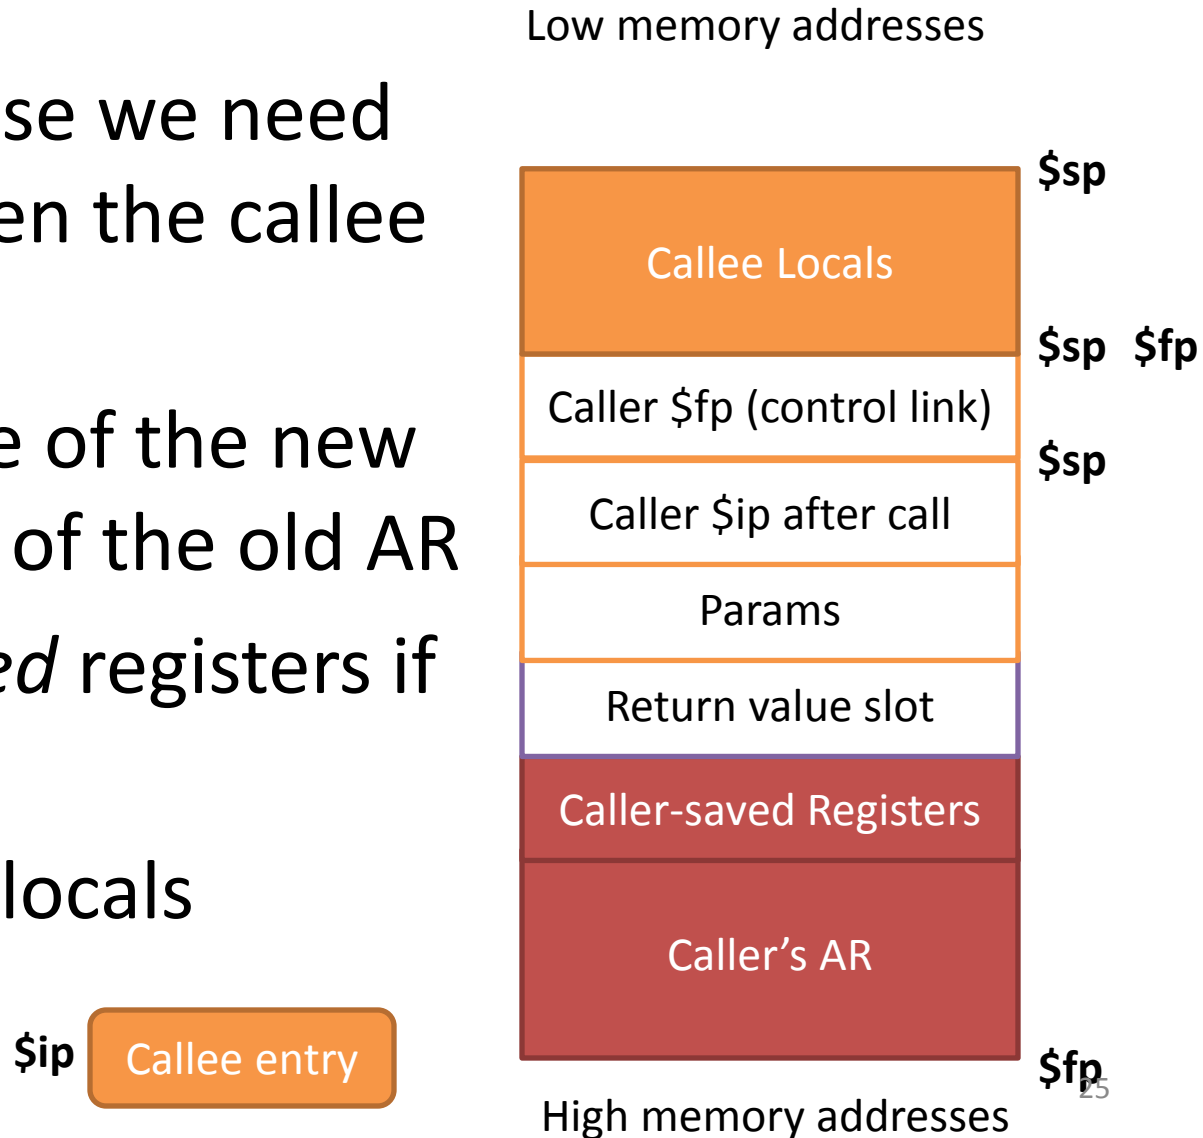 Low memory addresses
se we need
en the callee
e of the new
of the old AR
ed registers if
locals
$ip
Callee entry
$sp
Callee Locals
$sp $fp
Caller $fp (control link)
$sp
Caller $ip after call
Params
Return value slot
Caller-saved Registers
Caller's AR
$fp
25
High memory addresses